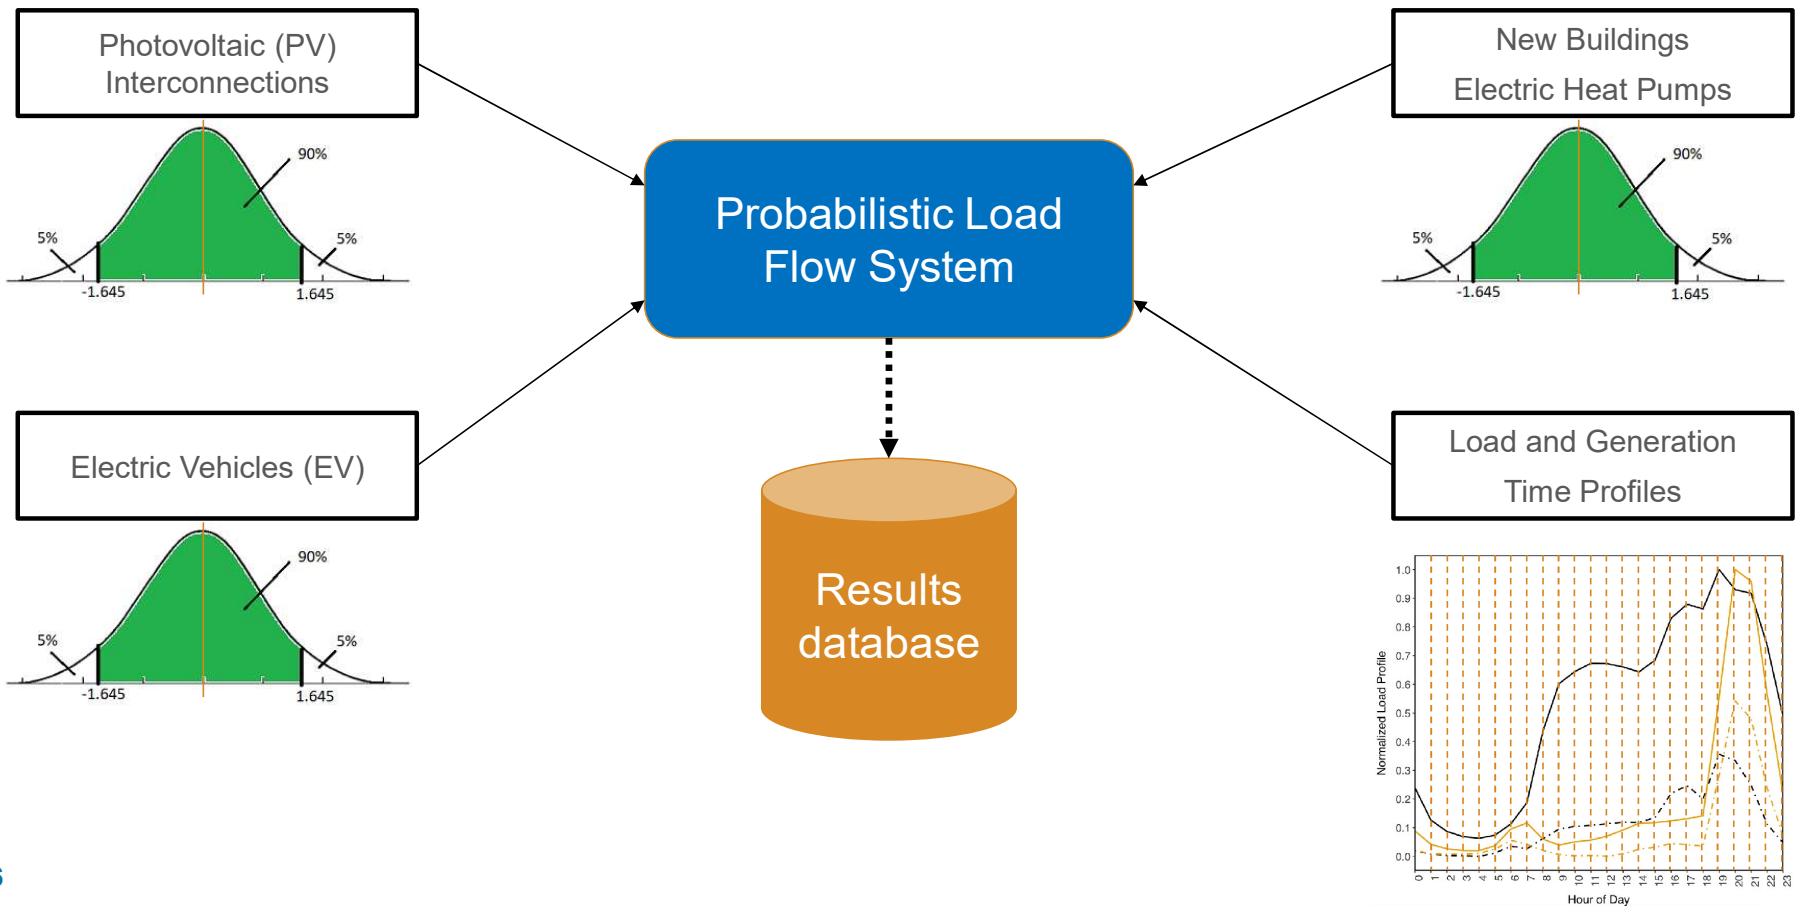 Photovoltaic (PV)
Interconnections
90%
5%
5%
-1.645
1.645
New Buildings
Electric Heat Pumps
90%
5%
5%
-1.645
1.645
Probabilistic Load
Flow System
Electric Vehicles (EV)
90%
5%
5%
-1.645
1.645
Results
database
Load and Generation
Time Profiles
Normalized Load Profile
1.0
0.9
0.8
0.7
0.6
0.5
0.4
0.3
0.2
0.1
0.0
0 1 2 3 4 5 6 7 8 9 10 11 12 13 14 15 16 17 18 19 20 21 22 23
Hour of Day